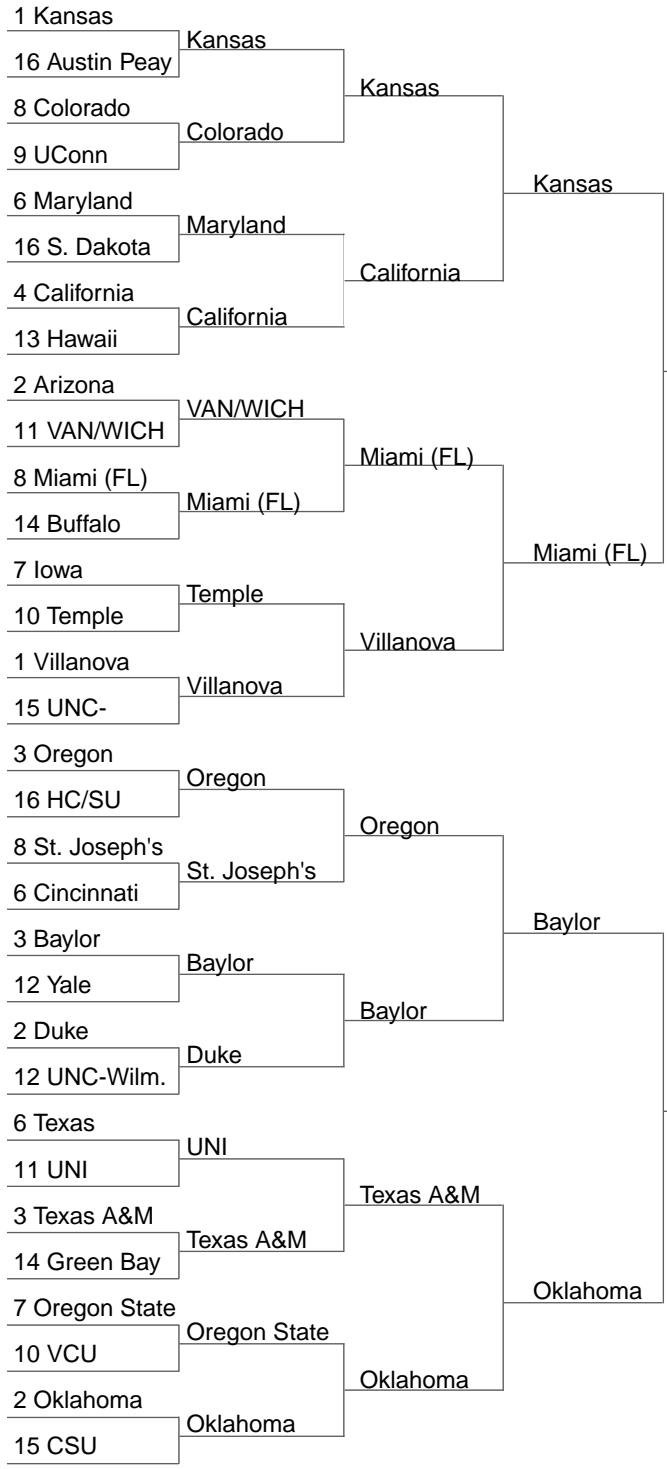 1 Kansas
16 Austin Peay
8 Colorado
9 UConn
6 Maryland
16 S. Dakota
4 California
13 Hawaii
2 Arizona
11 VAN/WICH
8 Miami (FL)
14 Buffalo
7 Iowa
10 Temple
1 Villanova
15 UNC-
3 Oregon
16 HC/SU
8 St. Joseph's
6 Cincinnati
3 Baylor
12 Yale
2 Duke
12 UNC-Wilm.
6 Texas
11 UNI
3 Texas A&M
14 Green Bay
7 Oregon State
10 VCU
2 Oklahoma
15 CSU
Kansas
Colorado
Maryland
California
VAN/WICH
Miami (FL)
Temple
Villanova
Oregon
St. Joseph's
Baylor
Duke
UNI
Texas A&M
Oregon State
Oklahoma
Kansas
California
Miami (FL)
Villanova
Oregon
Baylor
Texas A&M
Oklahoma
Kansas
Miami (FL)
Baylor
Oklahoma